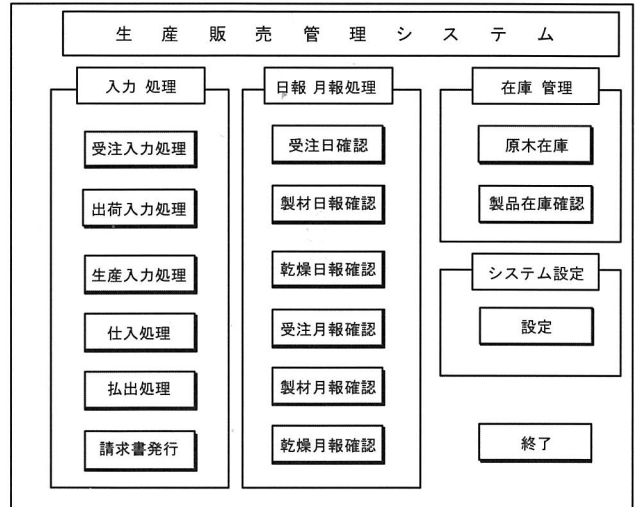 生産販売管理システム
入力 処理
受注入力処理
出荷入力処理
生産入力処理
仕入処理
払出処理
請求書発行
日報 月報処理
受注日確認
製材日報確認
乾燥日報確認
受注月報確認
製材月報確認
乾燥月報確認
在庫 管理
原木在庫
製品在庫確認
システム設定
設定
終了